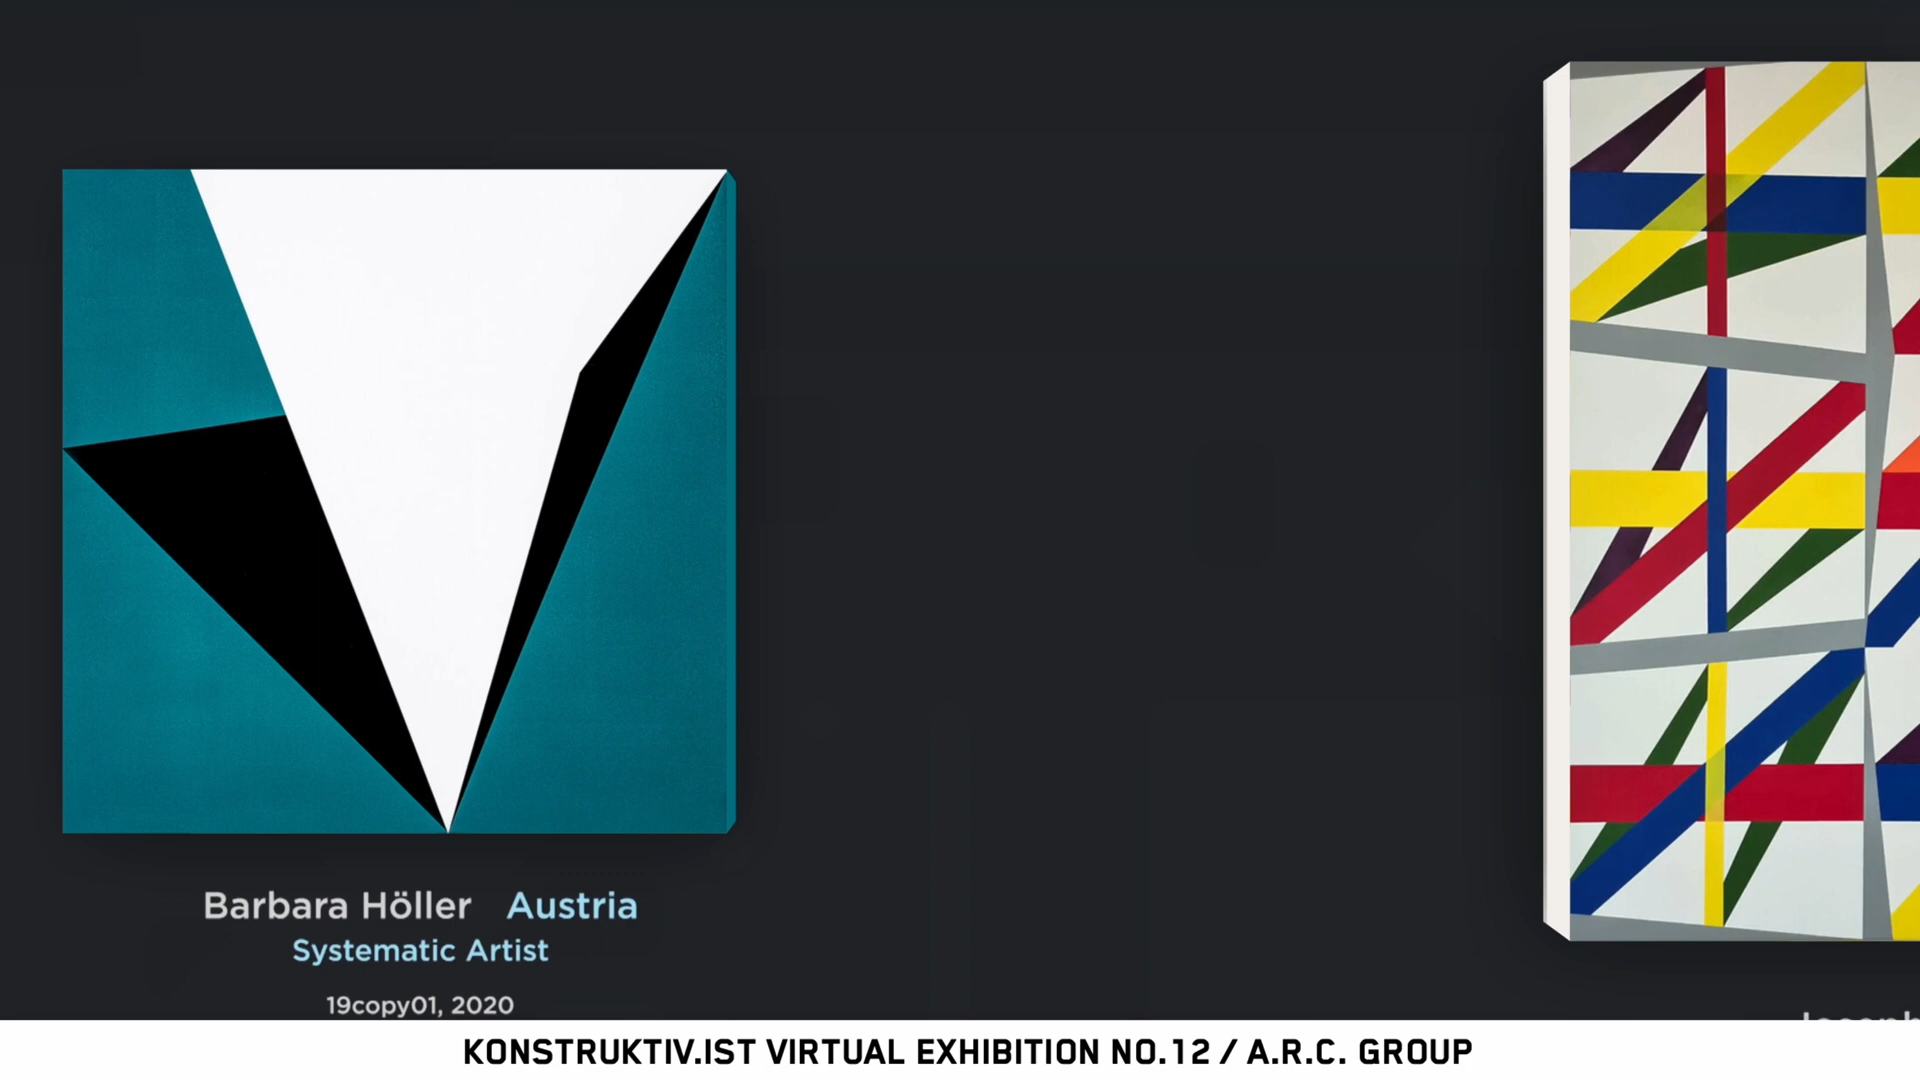 Barbara Höller Austria
Systematic Artist
19copy01, 2020
KONSTRUKTIV.IST VIRTUAL EXHIBITION NO.12 / A.R.C. GROUP